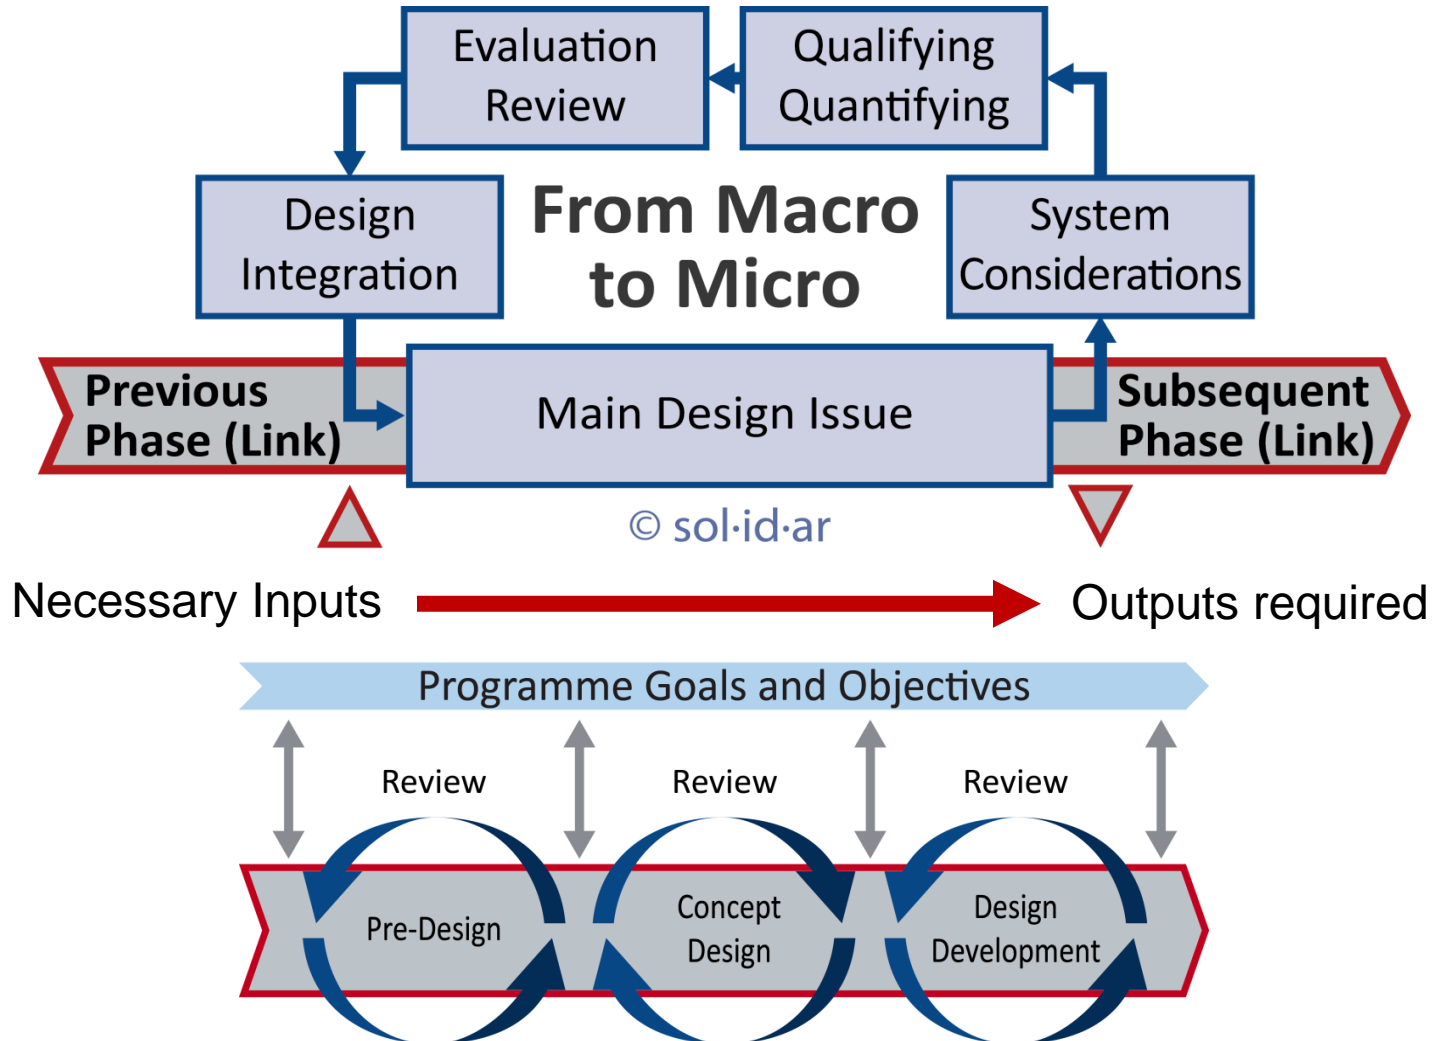 Evaluation
Review
Qualifying
Quantifying
Design
Integration
From Macro
to Micro
System
Considerations
Previous
Phase (Link)
Main Design Issue
Subsequent
Phase (Link)
© sol·id·ar
Necessary Inputs
Outputs required
Programme Goals and Objectives
Review
Review
Review
Pre-Design
Concept
Design
Design
Development